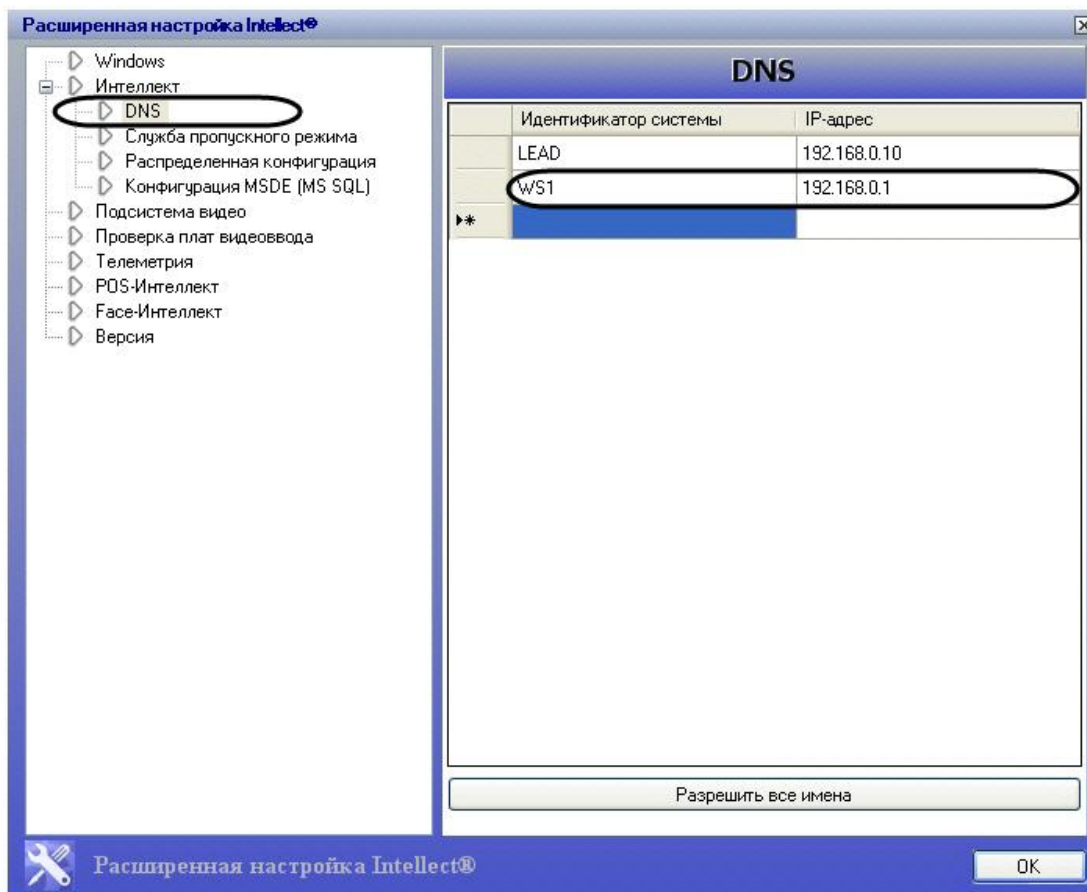 Расширенная настройка Intellect®
Windows
Интеллект
DNS
Служба пропускного режима
Распределенная конфигурация
Конфигурация MSDE (MS SQL)
Подсистема видео
Проверка плат видеоввода
Телеметрия
POS-Интеллект
Face-Интеллект
Версия
DNS
Идентификатор системы IP-адрес
LEAD 192.168.0.10
WS1 192.168.0.1
Разрешить все имена
Расширенная настройка Intellect®
OK